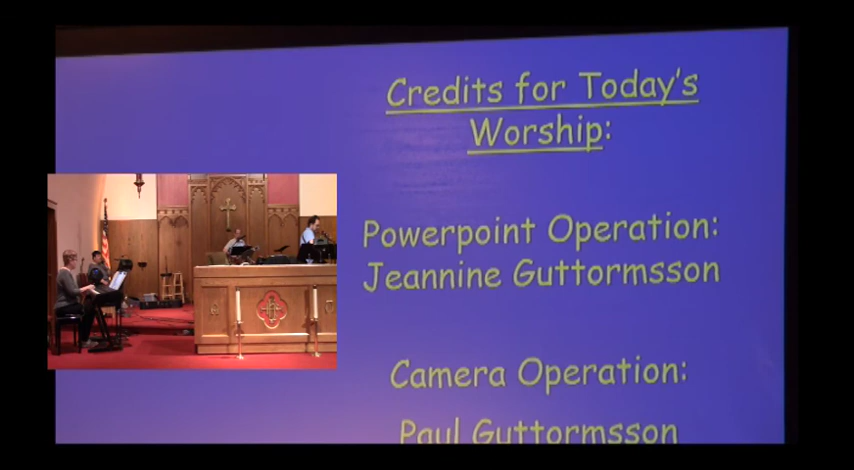 Credits for Today's
Worship:
Powerpoint Operation:
Jeannine Guttormsson
Camera Operation:
Paul Guttormsson